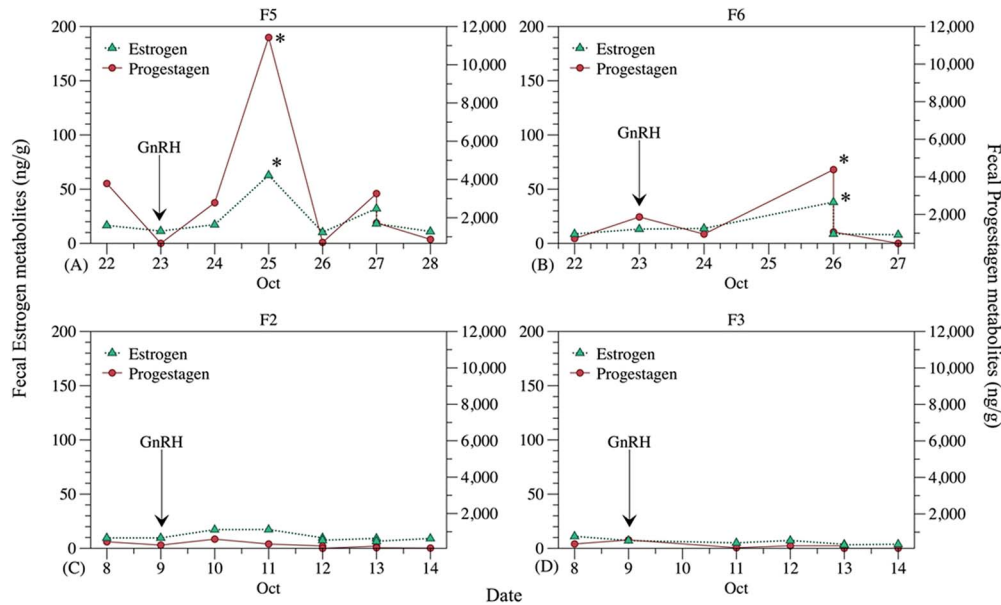 F5
200
150
100
50
0
12,000
10,000
8,000
6,000
4,000
2,000
Estrogen
Progestagen
GnRH
*
*
(A)
22 23 24 25 26 27 28
Oct
F6
200
150
100
50
0
12,000
10,000
8,000
6,000
4,000
2,000
Estrogen
Progestagen
GnRH
*
*
(B)
22 23 24 25 26 27
Oct
Fecal Estrogen metabolites (ng/g)
Fecal Progestagen metabolites (ng/g)
F2
200
150
100
50
0
12,000
10,000
8,000
6,000
4,000
2,000
Estrogen
Progestagen
GnRH
(C)
8 9 10 11 12 13 14
Oct
F3
200
150
100
50
0
12,000
10,000
8,000
6,000
4,000
2,000
Estrogen
Progestagen
GnRH
(D)
8 9 10 11 12 13 14
Oct
Date